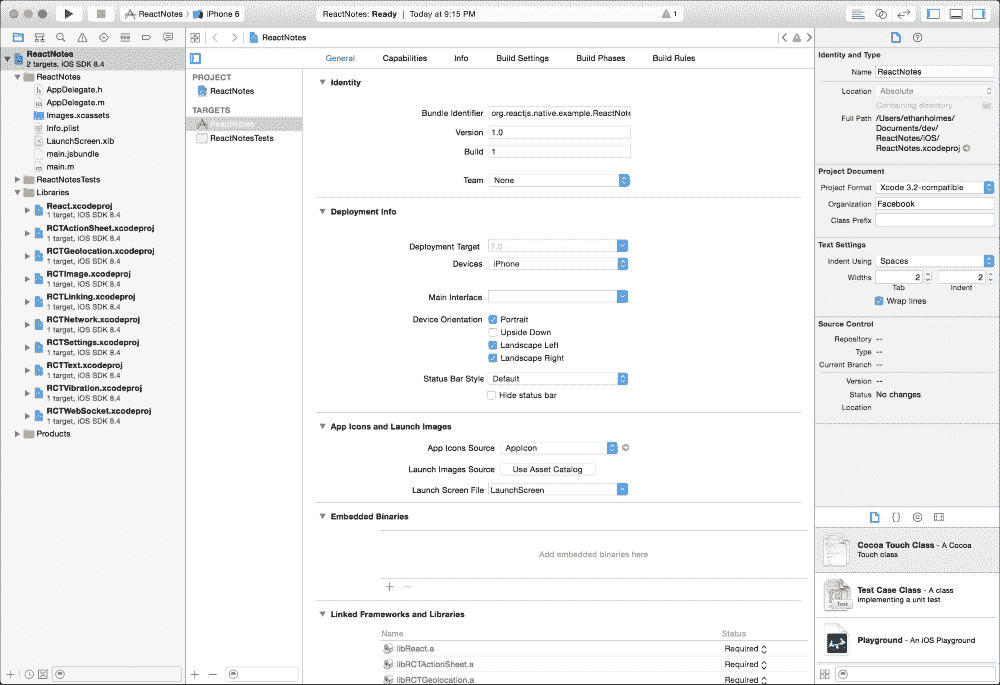 ReactNotes
iPhone 6
ReactNotes: Ready | Today at 9:15 PM
1
ReactNotes
2 targets, iOS SDK 8.4
ReactNotes
AppDelegate.h
AppDelegate.m
Images.xcassets
Info.plist
LaunchScreen.xib
main.jsbundle
main.m
ReactNotesTests
Libraries
React.xcodeproj
1 target, iOS SDK 8.4
RCTActionSheet.xcodeproj
1 target, iOS SDK 8.4
RCTGeolocation.xcodeproj
1 target, iOS SDK 8.4
RCTImage.xcodeproj
1 target, iOS SDK 8.4
RCTLinking.xcodeproj
1 target, iOS SDK 8.4
RCTNetwork.xcodeproj
1 target, iOS SDK 8.4
RCTSettings.xcodeproj
1 target, iOS SDK 8.4
RCTText.xcodeproj
1 target, iOS SDK 8.4
RCTVibration.xcodeproj
1 target, iOS SDK 8.4
RCTWebSocket.xcodeproj
1 target, iOS SDK 8.4
Products
ReactNotes
General Capabilities Info Build Settings Build Phases Build Rules
PROJECT
ReactNotes
TARGETS
ReactNotes
ReactNotesTests
Identity
Bundle Identifier org.reactjs.native.example.ReactNote
Version 1.0
Build 1
Team None
Deployment Info
Deployment Target 7.0
Devices iPhone
Main Interface
Device Orientation Portrait
Upside Down
Landscape Left
Landscape Right
Status Bar Style Default
Hide status bar
App Icons and Launch Images
App Icons Source AppIcon
Launch Images Source Use Asset Catalog
Launch Screen File LaunchScreen
Embedded Binaries
Add embedded binaries here
Linked Frameworks and Libraries
Name Status
libReact.a Required
libRCTActionSheet.a Required
libRCTGeolocation.a Required
Identity and Type
Name ReactNotes
Location Absolute
Containing directory
Full Path /Users/ethanholmes/
Documents/dev/
ReactNotes/iOS/
ReactNotes.xcodeproj
Project Document
Project Format Xcode 3.2-compatible
Organization Facebook
Class Prefix
Text Settings
Indent Using Spaces
Widths 2 2
Tab Indent
Wrap lines
Source Control
Repository --
Type --
Current Branch --
Version --
Status No changes
Location
Cocoa Touch Class - A Cocoa
Touch class
Test Case Class - A class
implementing a unit test
Playground - An iOS Playground